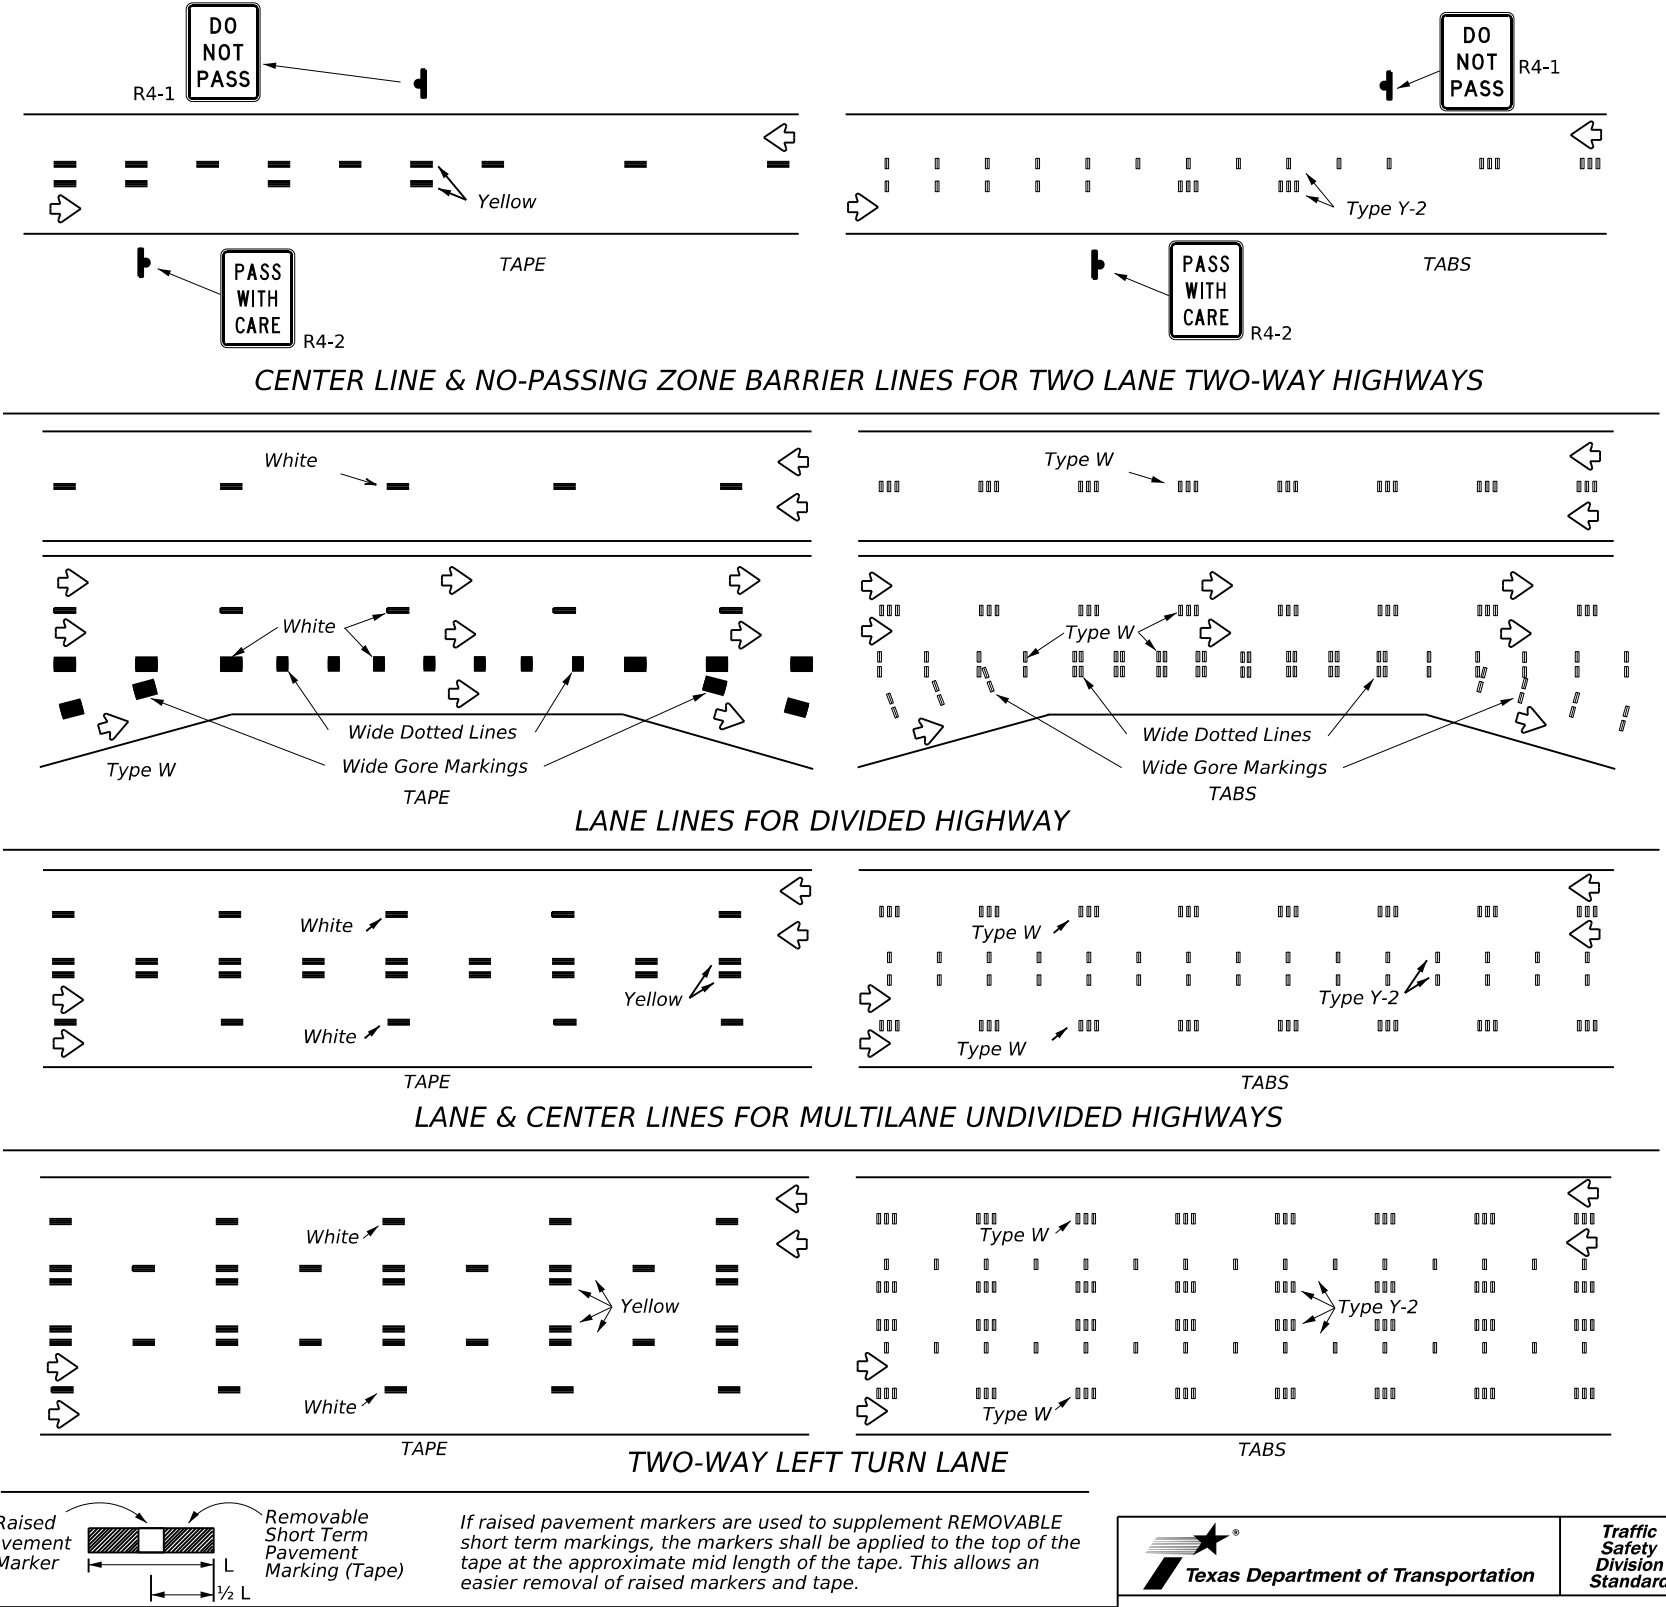 DO
NOT
PASS
R4-1
DO
NOT
PASS
R4-1
Yellow
Type Y-2
TAPE
TABS
PASS
WITH
CARE
R4-2
PASS
WITH
CARE
R4-2
CENTER LINE & NO-PASSING ZONE BARRIER LINES FOR TWO LANE TWO-WAY HIGHWAYS
White
Type W
White
Type W
Wide Dotted Lines
Wide Gore Markings
Type W
TAPE
Wide Dotted Lines
Wide Gore Markings
TABS
LANE LINES FOR DIVIDED HIGHWAY
White
Type W
Yellow
Type Y-2
White
Type W
TAPE
TABS
LANE & CENTER LINES FOR MULTILANE UNDIVIDED HIGHWAYS
White
Type W
Yellow
Type Y-2
White
Type W
TAPE
TABS
TWO-WAY LEFT TURN LANE
Raised
vement
Marker
Removable
Short Term
Pavement
Marking (Tape)
L
½ L
If raised pavement markers are used to supplement REMOVABLE
short term markings, the markers shall be applied to the top of the
tape at the approximate mid length of the tape. This allows an
easier removal of raised markers and tape.
®
Texas Department of Transportation
Traffic
Safety
Division
Standard